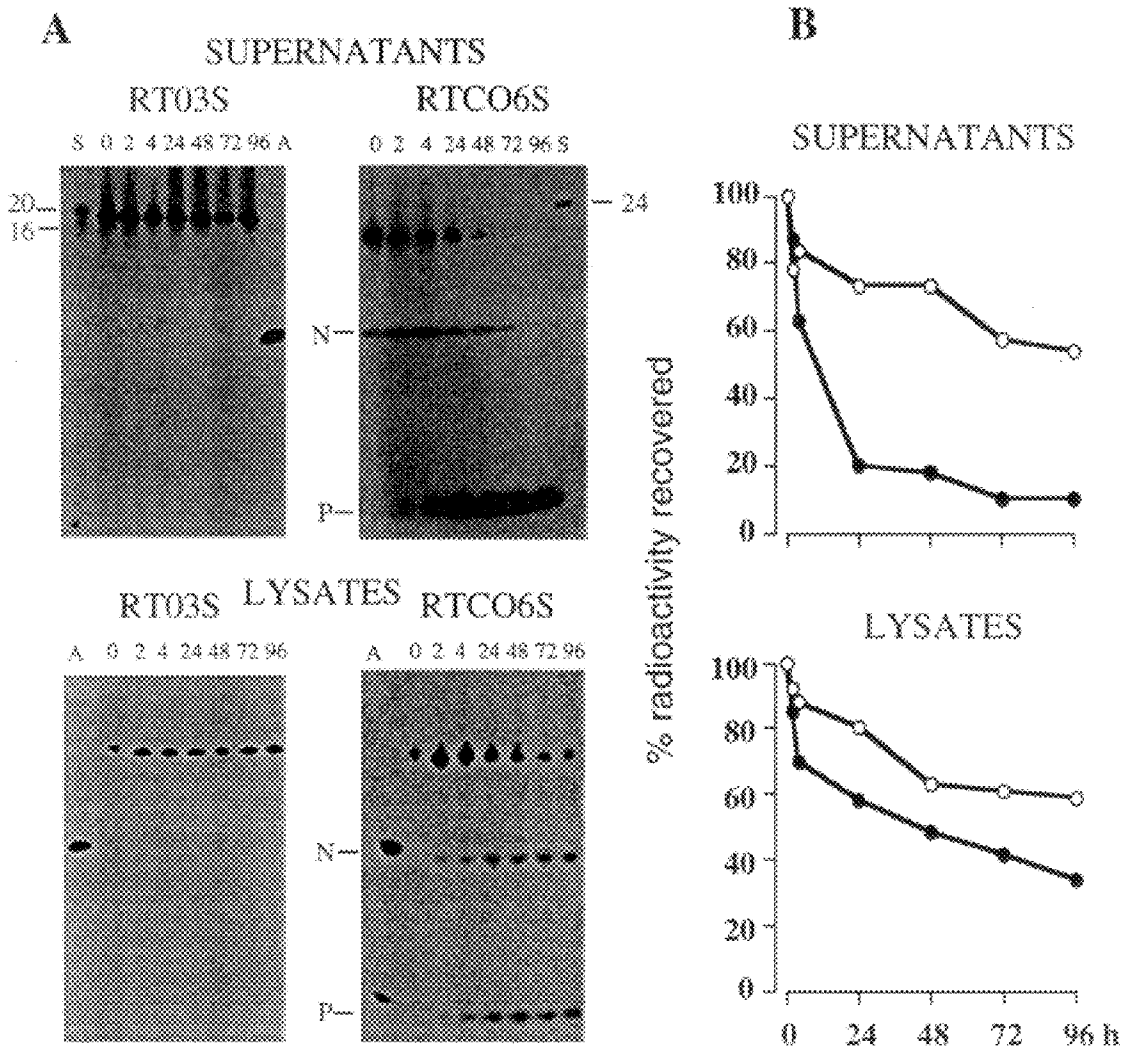 A
SUPERNATANTS
RT03S
RTCO6S
S 0 2 4 24 48 72 96 A
0 2 4 24 48 72 96 S
20
16
24
N
P
RT03S LYSATES RTCO6S
A 0 2 4 24 48 72 96
A 0 2 4 24 48 72 96
N
P
B
% radioactivity recovered
SUPERNATANTS
100
80
60
40
20
0
LYSATES
100
80
60
40
20
0
0 24 48 72 96 h